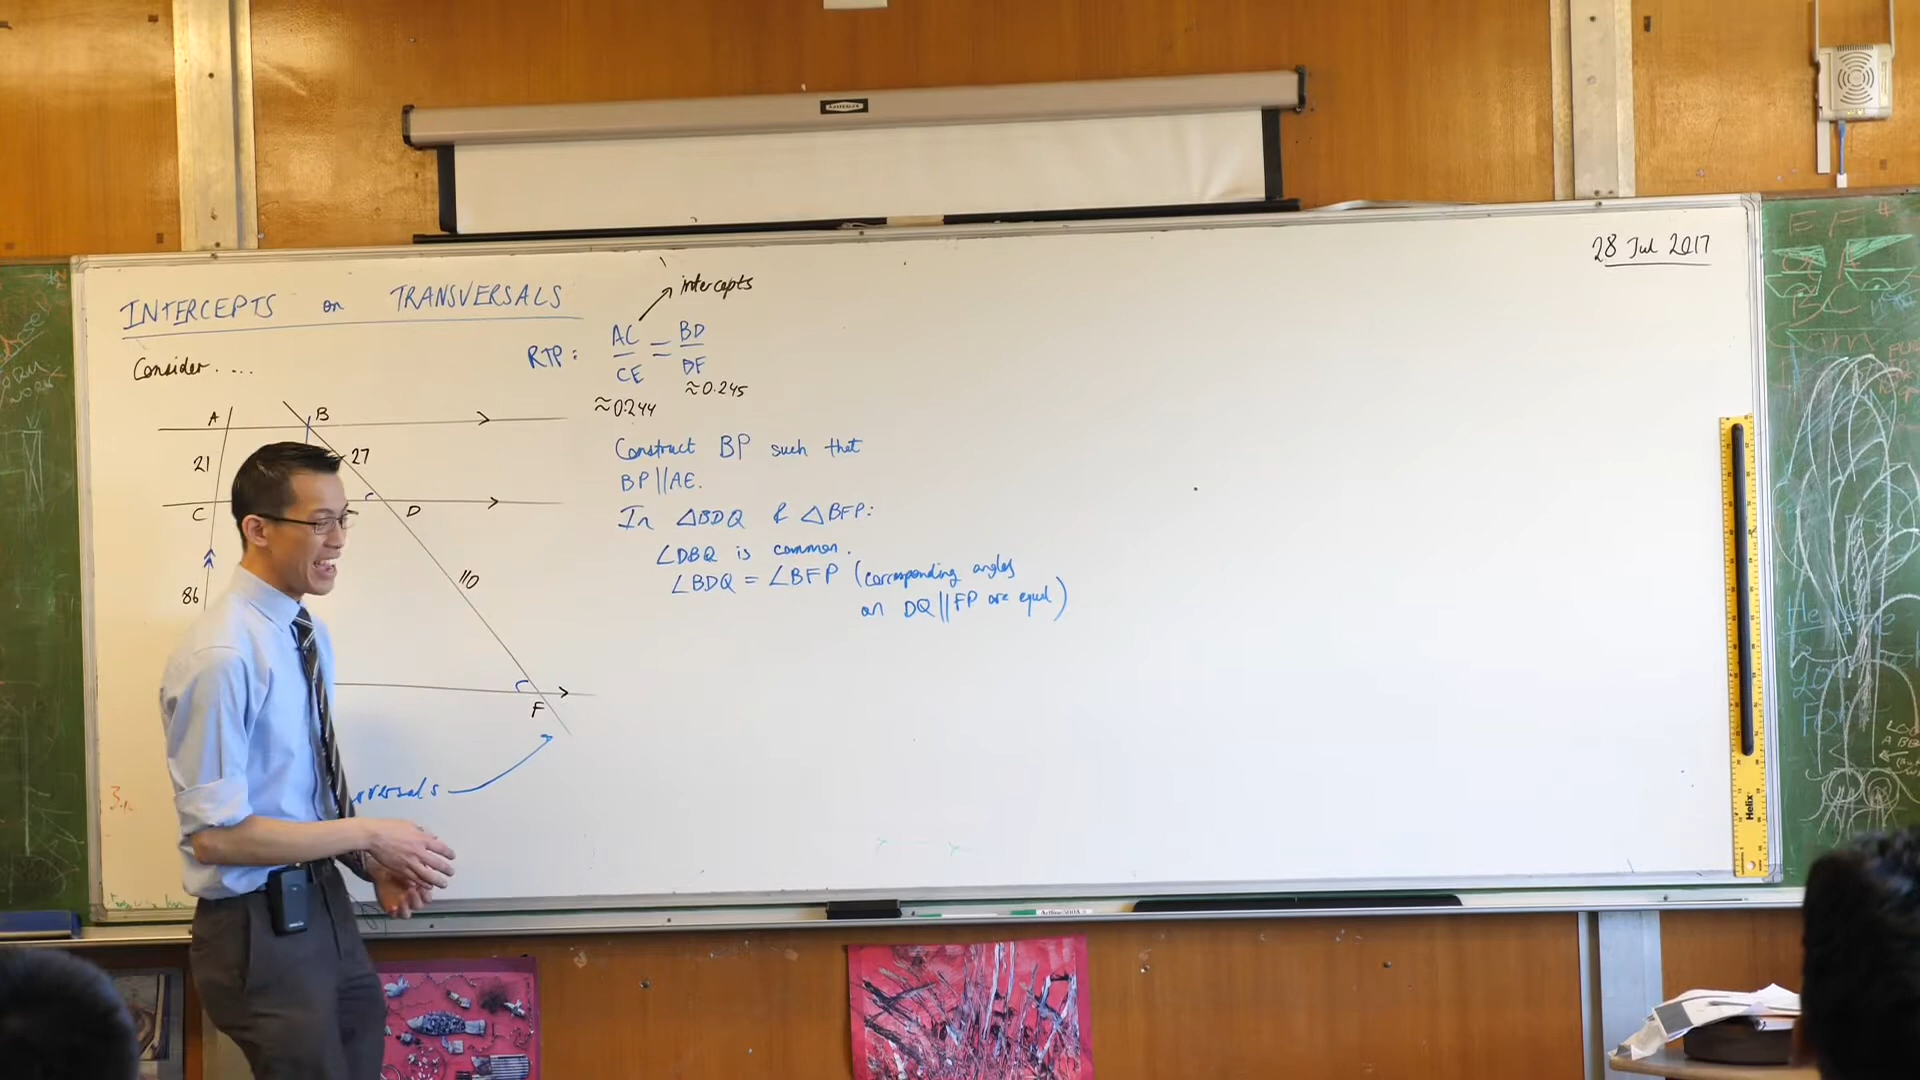 28 Jul 2017
INTERCEPTS on TRANSVERSALS
intercepts
Consider....
RTP: AC/CE = BD/DF
≈0.244 ≈0.245
A B
21 27
C D
86 110
F
Construct BP such that
BP||AE.
In △BDQ & △BFP:
∠DBQ is common.
∠BDQ = ∠BFP (corresponding angles
on DQ||FP are equal)
Helix